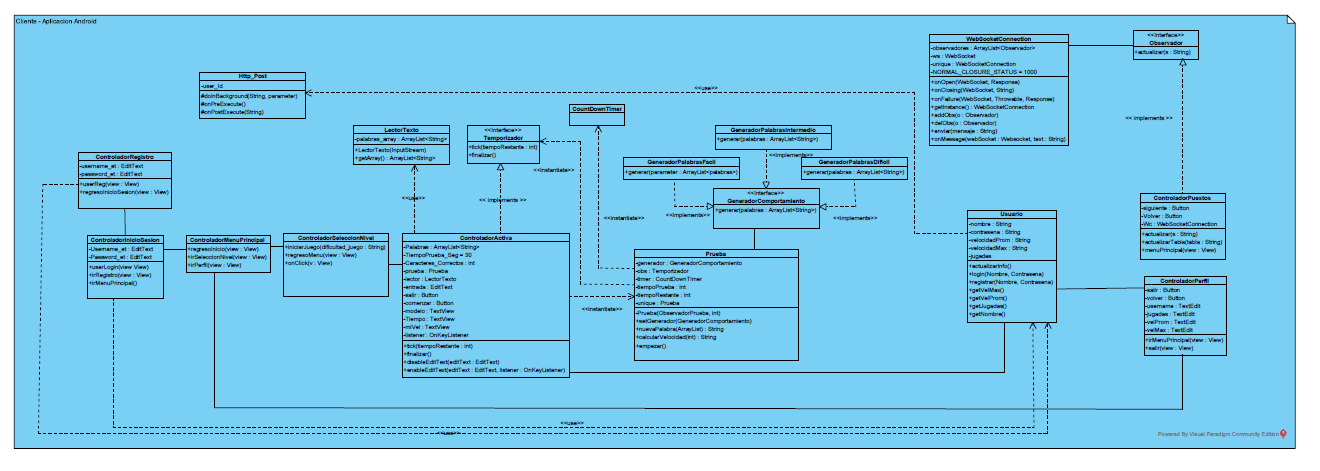 Cliente - Aplicacion Android
WebSocketConnection
-observadores : ArrayList<Observador>
-ws : WebSocket
-unique : WebSocketConnection
-NORMAL_CLOSURE_STATUS = 1000
+onOpen(WebSocket, Response)
+onClosing(WebSocket, String)
+onFailure(WebSocket, Throwable, Response)
+getInstance() : WebSocketConnection
+addObs(o : Observador)
+delObs(o : Observador)
+enviar(mensaje : String)
+onMessage(webSocket : Websocket, text : String)
<<Interface>>
Observador
+actualizar(s : String)
<< Implements >>
Http_Post
-user_id
#doInBackground(String, parameter)
#onPreExecute()
#onPostExecute(String)
<<use>>
CountDownTimer
LectorTexto
-palabras_array : ArrayList<String>
+LectorTexto(InputStream)
+getArray() : ArrayList<String>
<<Interface>>
Temporizador
+tick(tiempoRestante : int)
+finalizar()
GeneradorPalabrasIntermedio
+generar(palabras : ArrayList<String>)
<<Implements>>
GeneradorPalabrasFacil
+generar(parameter : ArrayList<palabras>)
GeneradorPalabrasDificil
+generar(palabras : ArrayList<String>)
<<Interface>>
GeneradorComportamiento
+generar(palabras : ArrayList<String>)
<<Implements>>
<<Implements>>
ControladorRegistro
-username_et : EditText
-password_et : EditText
+userReg(view : View)
+regresoInicioSesion(view : View)
<<use>>
<< Implements >>
<<Instantiate>>
<<Instantiate>>
ControladorPuestos
-siguiente : Button
-Volver : Button
-Wc : WebSocketConnection
+actualizar(s : String)
+actualizarTable(tabla : String)
+menuPrincipal(view : View)
Usuario
-nombre : String
-contrasena : String
-velocidadProm : String
-velocidadMax : String
-jugadas
+actualizarInfo()
+login(Nombre, Contrasena)
+registrar(Nombre, Contrasena)
+getVelMax()
+getVelProm()
+getJugadas()
+getNombre()
ControladorInicioSesion
-Username_et : EditText
-Password_et : EditText
+userLogin(view View)
+irRegistro(view : View)
+irMenuPrincipal()
ControladorMenuPrincipal
+regresoInicio(view : View)
+irSeleccionNivel(view : View)
+irPerfil(view : View)
ControladorSeleccionNivel
+iniciarJuego(dificultad_juego : String)
+regresoMenu(view : View)
+onClick(v : View)
ControladorActiva
-Palabras : ArrayList<String>
-TiempoPrueba_Seg = 30
-Caracteres_Correctos : int
-prueba : Prueba
-lector : LectorTexto
-entrada : EditText
-salir : Button
-comenzar : Button
-modelo : TextView
-Tiempo : TextView
-miVel : TextView
-listener : OnKeyListener
+tick(tiempoRestante : int)
+finalizar()
+disableEditText(editText : EditText)
+enableEditText(editText : EditText, listener : OnKeyListener)
<<Instantiate>>
Prueba
-generador : GeneradorComportamiento
-obs : Temporizador
-timer : CountDownTimer
-tiempoPrueba : int
-tiempoRestante : int
-unique : Prueba
-Prueba(ObservadorPrueba, int)
+setGenerador(GeneradorComportamiento)
+nuevaPalabra(ArrayList) : String
+calcularVelocidad(int) : String
+empezar()
ControladorPerfil
-salir : Button
-volver : Button
-username : TextEdit
-jugadas : TextEdit
-velProm : TextEdit
-velMax : TextEdit
+irMenuPrincipal(view : View)
+salir(view : View)
<<use>>
<<use>>
Powered By Visual Paradigm Community Edition